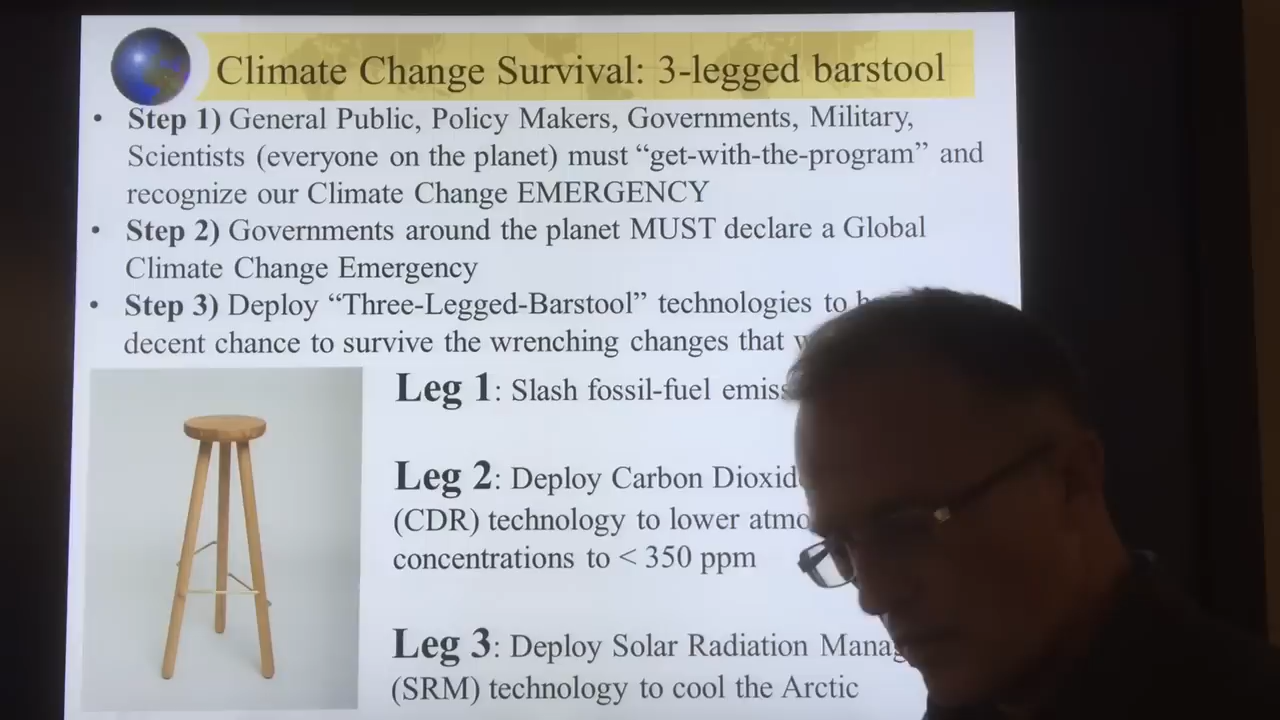 Climate Change Survival: 3-legged barstool
• Step 1) General Public, Policy Makers, Governments, Military,
Scientists (everyone on the planet) must “get-with-the-program” and
recognize our Climate Change EMERGENCY
• Step 2) Governments around the planet MUST declare a Global
Climate Change Emergency
• Step 3) Deploy “Three-Legged-Barstool” technologies to
decent chance to survive the wrenching changes that
Leg 1: Slash fossil-fuel
Leg 2: Deploy Carbon
(CDR) technology to lower
concentrations to < 350 ppm
Leg 3: Deploy Solar Radiation
(SRM) technology to cool the Arctic